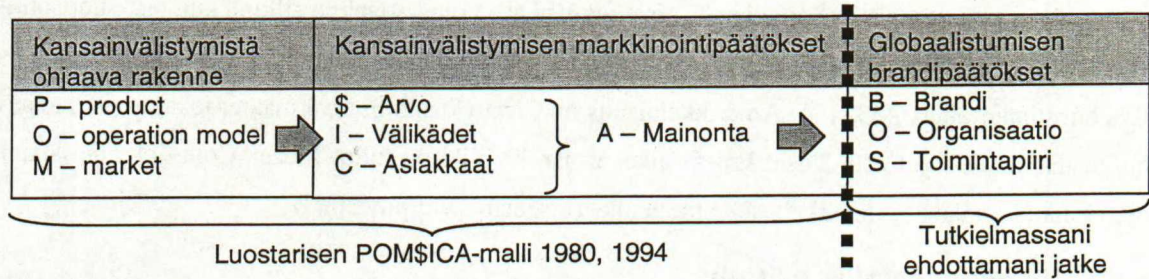 Kansainvälistymistä
ohjaava rakenne
Kansainvälistymisen markkinointipäätökset
Globaalistumisen
brandipäätökset
P – product
O – operation model
M – market
$ – Arvo
I – Välikädet
C – Asiakkaat
A – Mainonta
B – Brandi
O – Organisaatio
S – Toimintapiiri
Luostarisen POM$ICA-malli 1980, 1994
Tutkielmassani
ehdottamani jatke